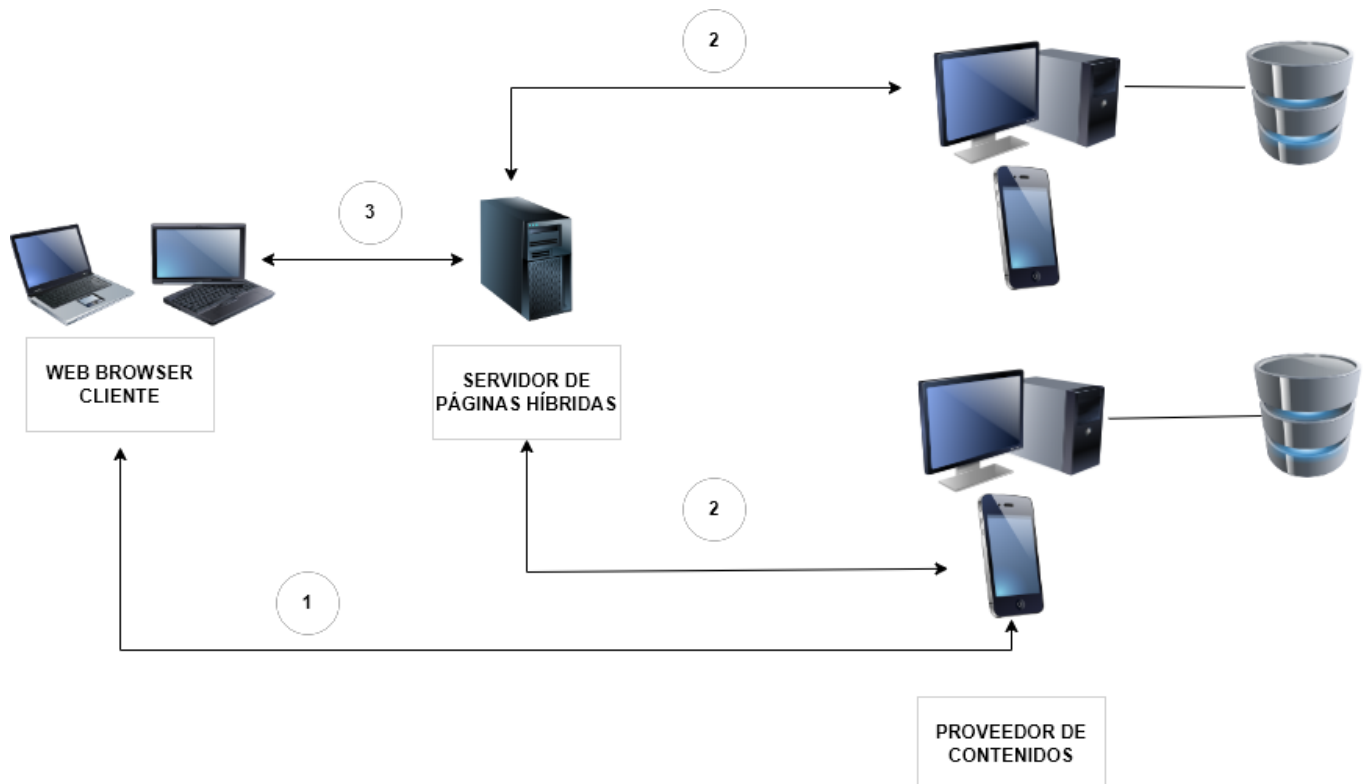 2
3
WEB BROWSER
CLIENTE
SERVIDOR DE
PÁGINAS HÍBRIDAS
2
1
PROVEEDOR DE
CONTENIDOS